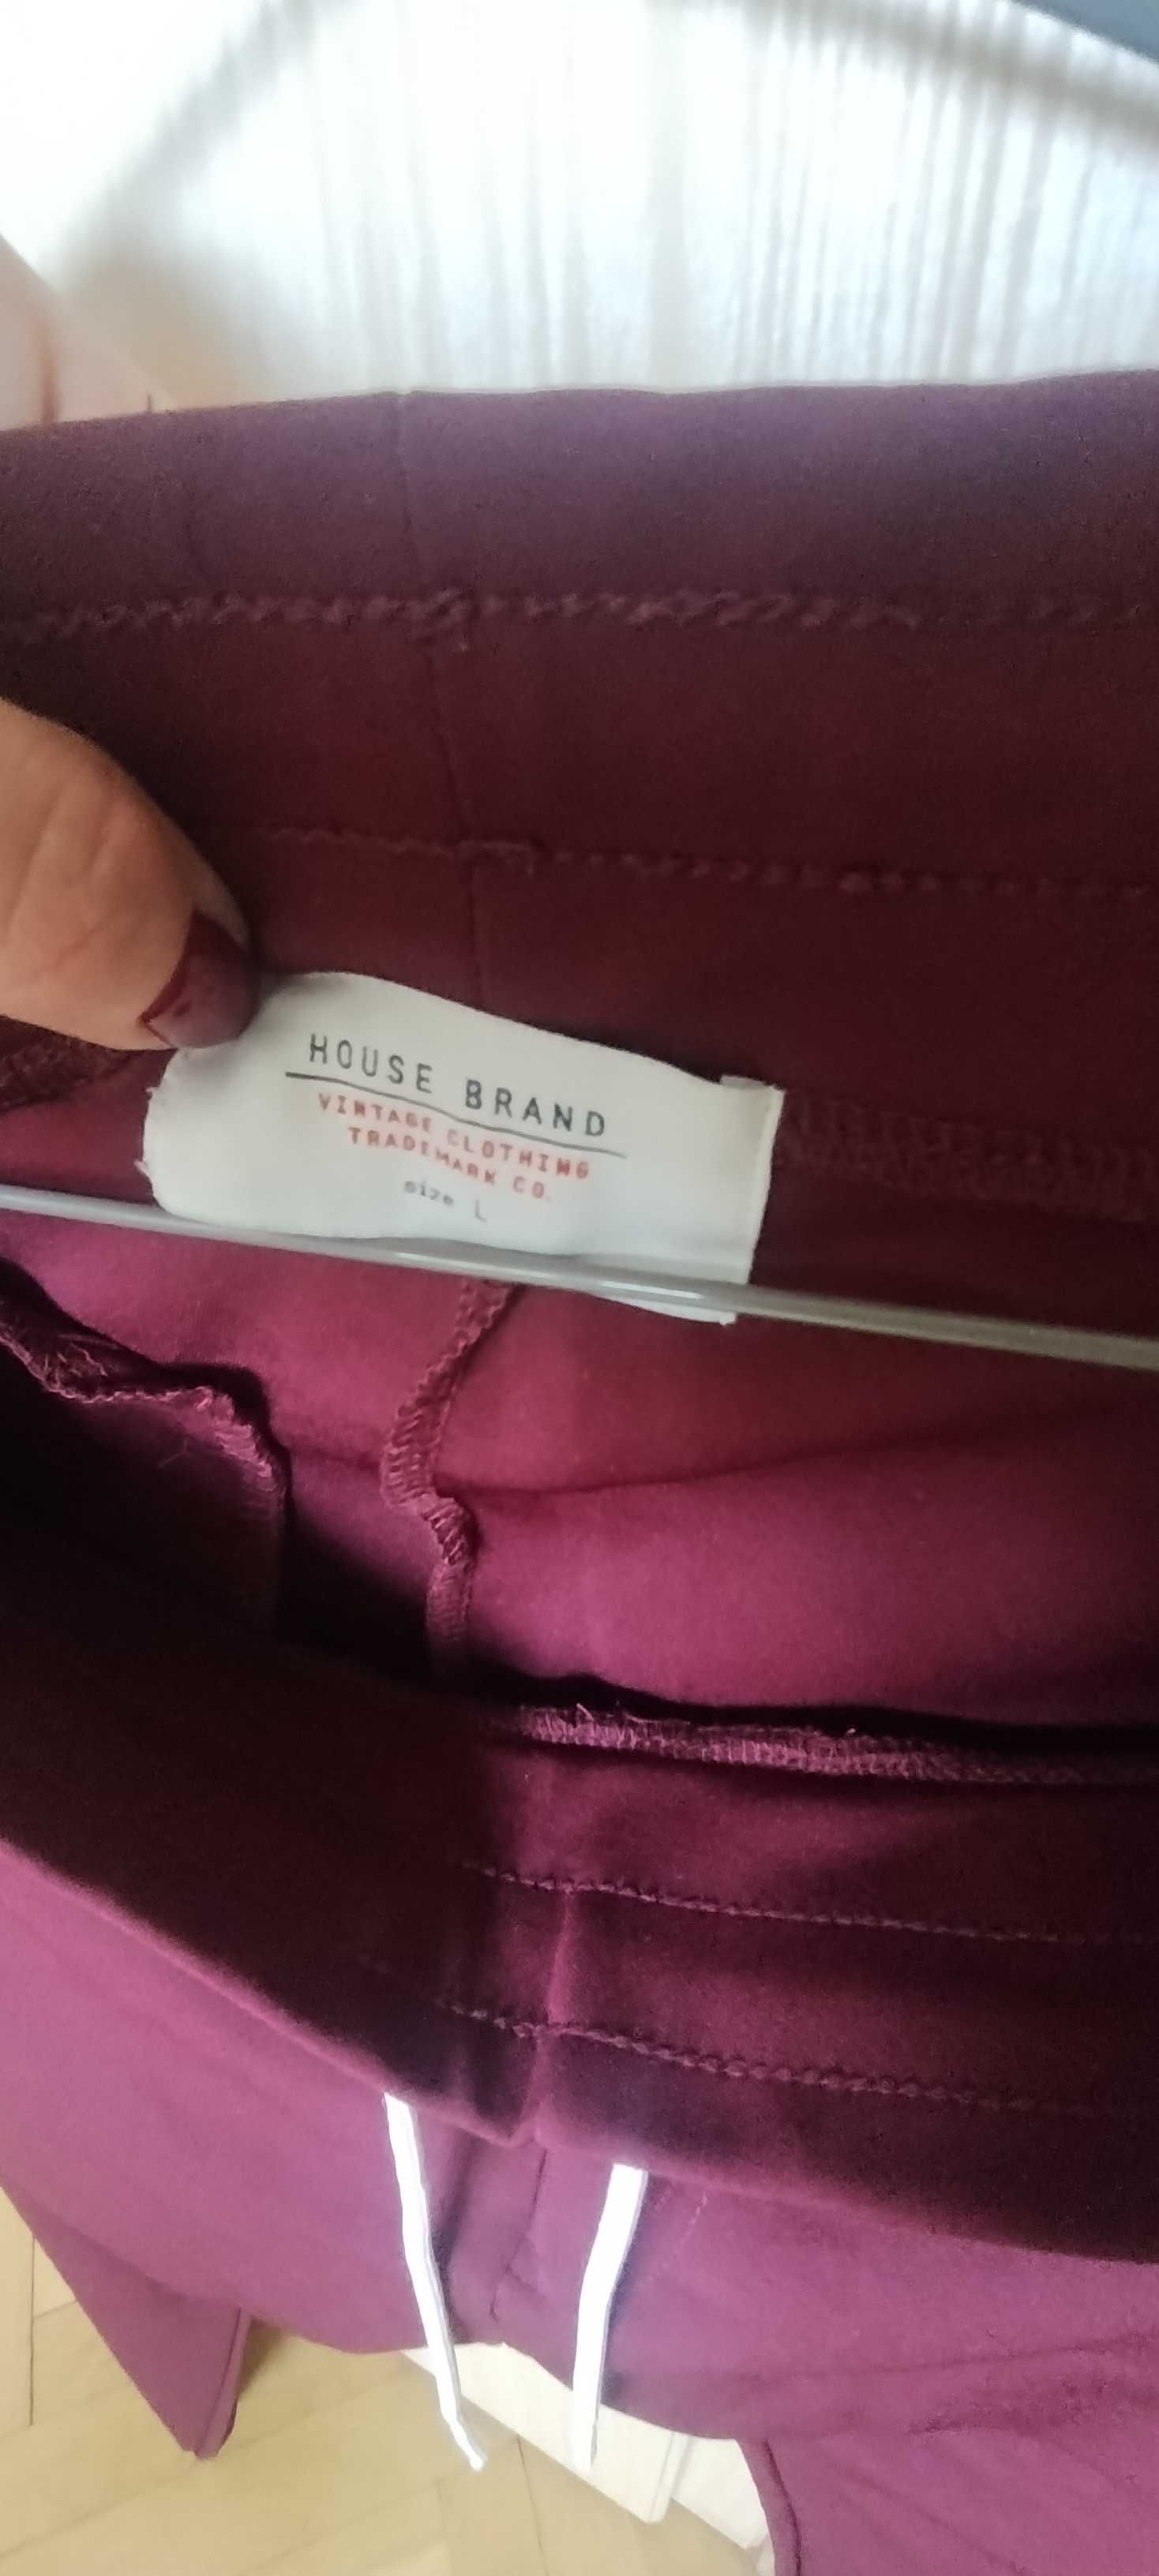 HOUSE BRAND
VINTAGE CLOTHING
TRADEMARK CO.
size L